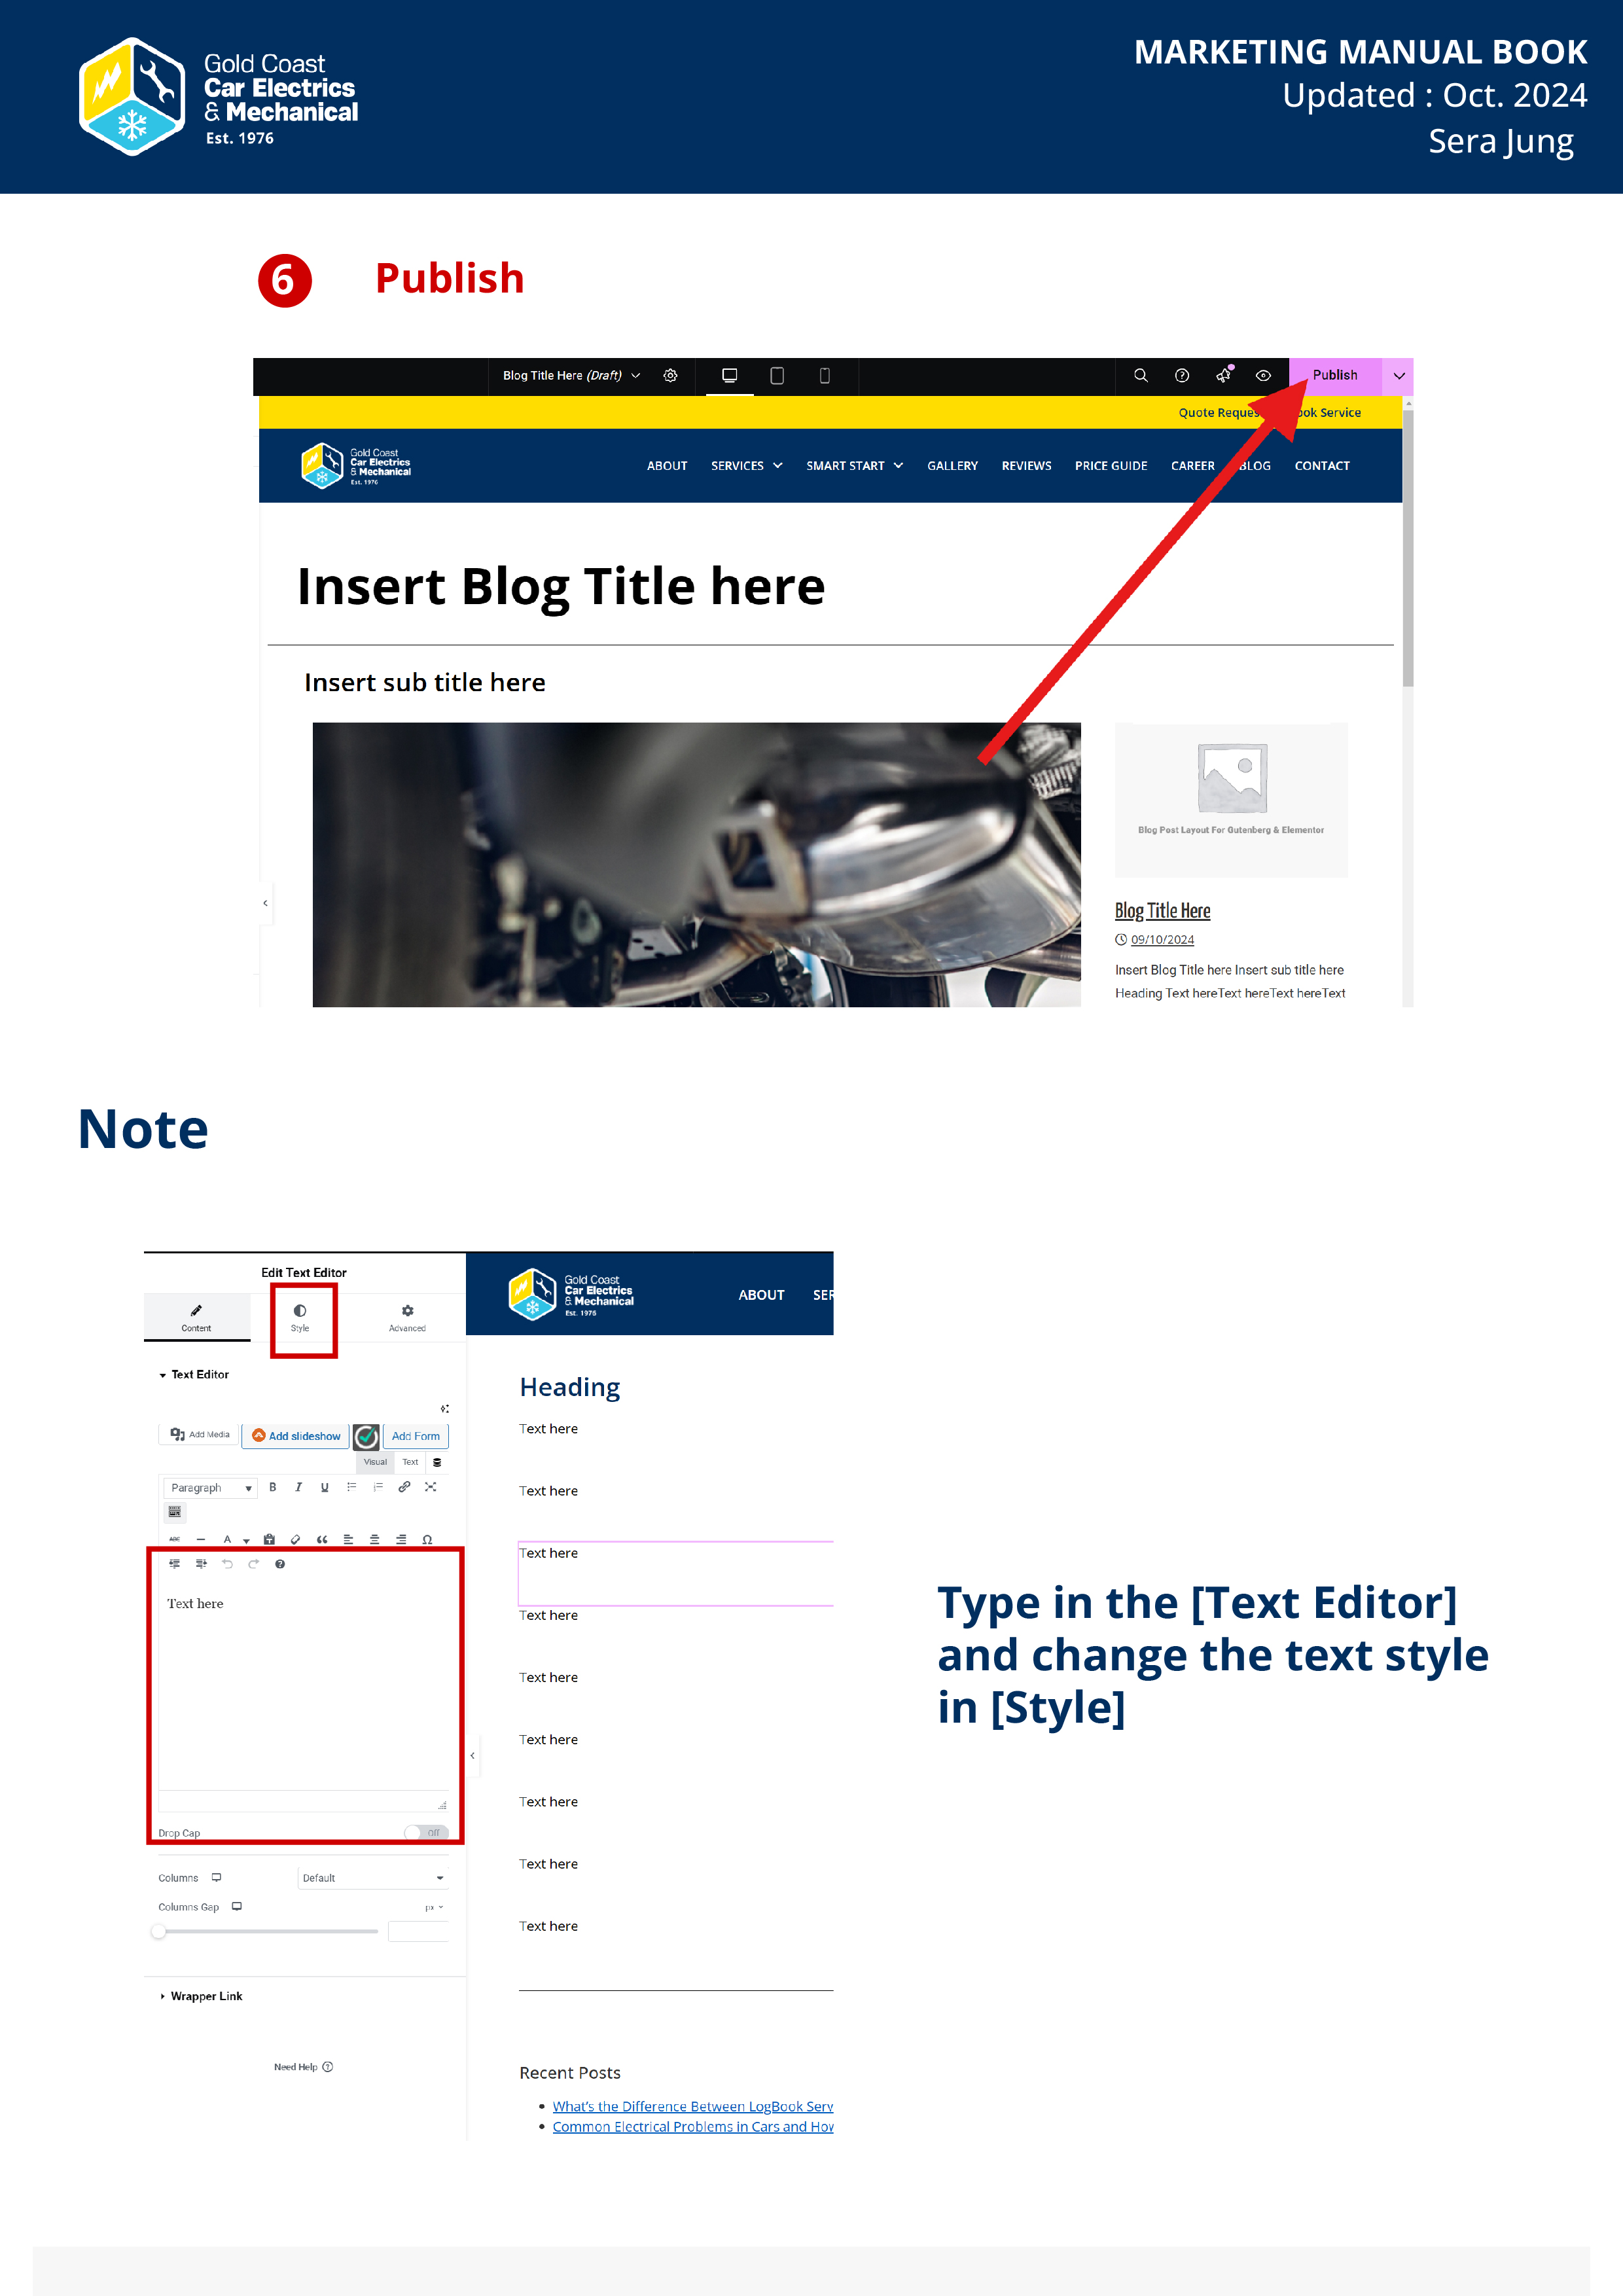 Gold Coast
Car Electrics
& Mechanical
Est. 1976
MARKETING MANUAL BOOK
Updated : Oct. 2024
Sera Jung
6 Publish
Blog Title Here (Draft)
Publish
Quote Reques ok Service
Gold Coast
Car Electrics
& Mechanical
Est. 1976
ABOUT SERVICES SMART START GALLERY REVIEWS PRICE GUIDE CAREER BLOG CONTACT
Insert Blog Title here
Insert sub title here
Blog Post Layout For Gutenberg & Elementor
Blog Title Here
09/10/2024
Insert Blog Title here Insert sub title here
Heading Text hereText hereText hereText
Note
Edit Text Editor
Content Style Advanced
Text Editor
Add Media Add slideshow Add Form
Visual Text
Paragraph B I U
ABC A Ω
Text here
Drop Cap Off
Columns Default
Columns Gap px
Wrapper Link
Need Help
Gold Coast
Car Electrics
& Mechanical
Est. 1976
ABOUT SER
Heading
Text here
Text here
Text here
Text here
Text here
Text here
Text here
Text here
Text here
Recent Posts
What's the Difference Between LogBook Serv
Common Electrical Problems in Cars and How
Type in the [Text Editor]
and change the text style
in [Style]